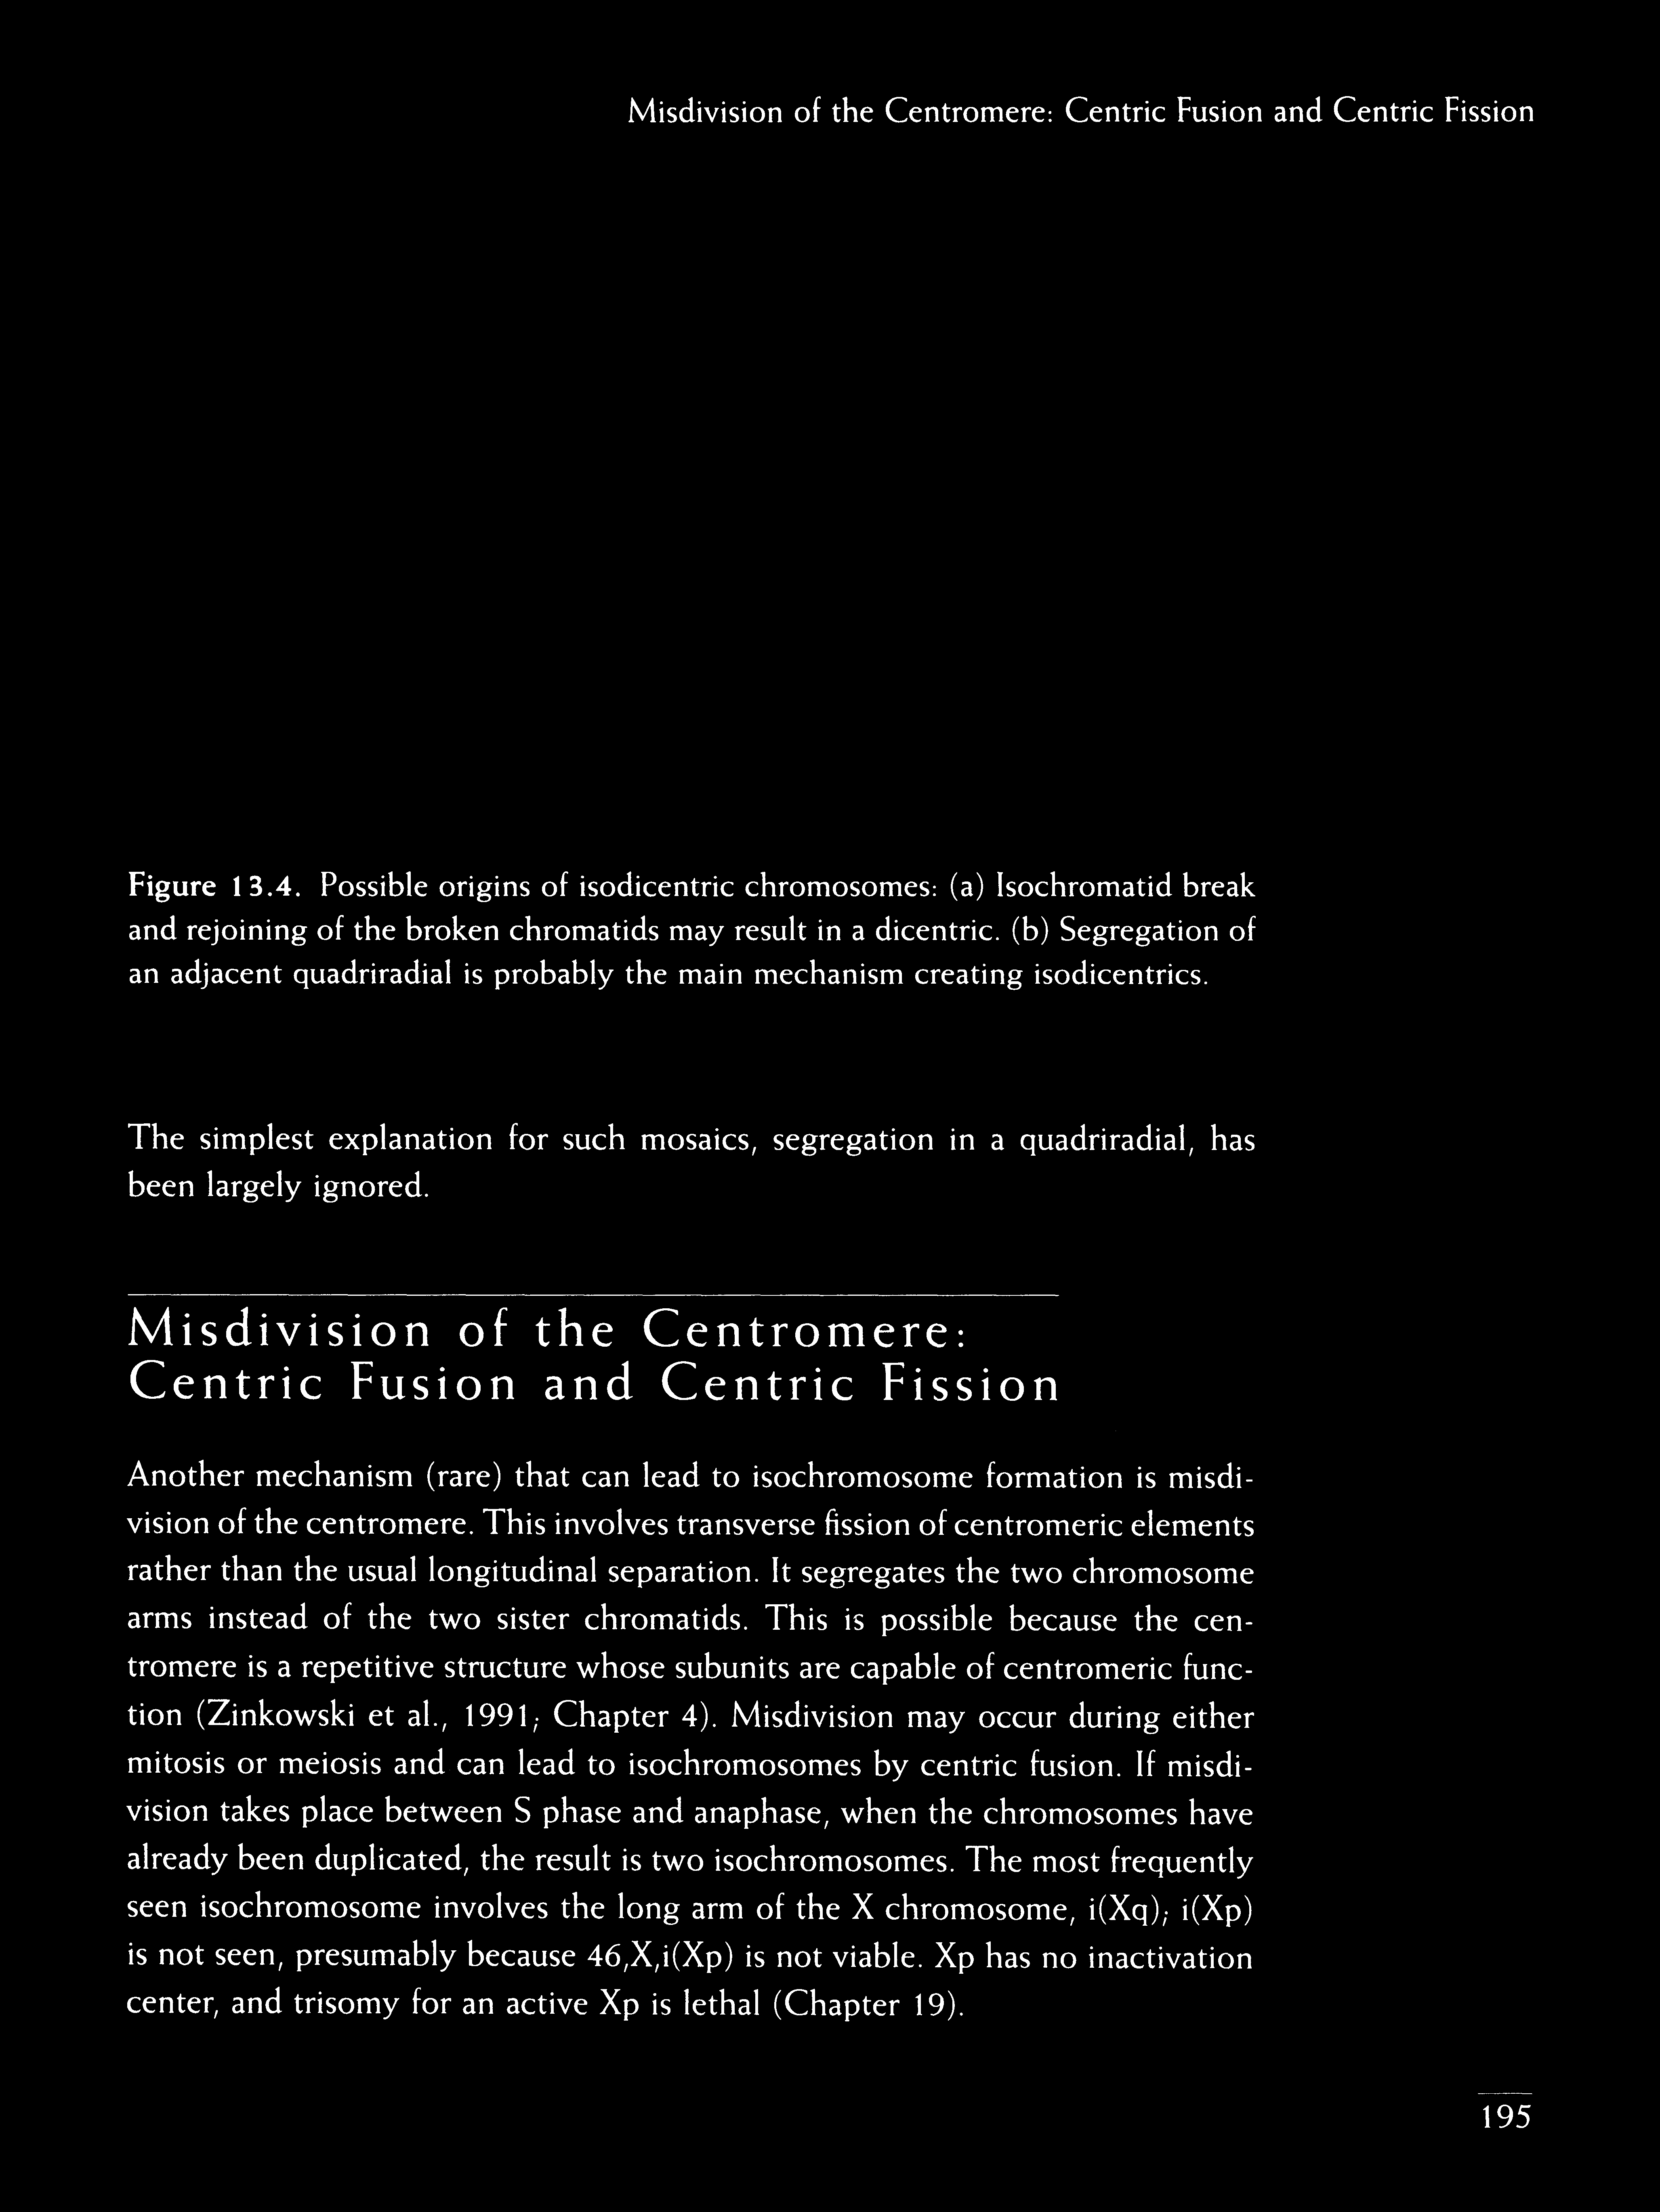 Misdivision of the Centromere: Centric Fusion and Centric Fission
Figure 13.4. Possible origins of isodicentric chromosomes: (a) Isochromatid break
and rejoining of the broken chromatids may result in a dicentric. (b) Segregation of
an adjacent quadriradial is probably the main mechanism creating isodicentrics.
The simplest explanation for such mosaics, segregation in a quadriradial, has
been largely ignored.
Misdivision of the Centromere:
Centric Fusion and Centric Fission
Another mechanism (rare) that can lead to isochromosome formation is misdi-
vision of the centromere. This involves transverse fission of centromeric elements
rather than the usual longitudinal separation. It segregates the two chromosome
arms instead of the two sister chromatids. This is possible because the cen-
tromere is a repetitive structure whose subunits are capable of centromeric func-
tion (Zinkowski et al., 1991; Chapter 4). Misdivision may occur during either
mitosis or meiosis and can lead to isochromosomes by centric fusion. If misdi-
vision takes place between S phase and anaphase, when the chromosomes have
already been duplicated, the result is two isochromosomes. The most frequently
seen isochromosome involves the long arm of the X chromosome, i(Xq); i(Xp)
is not seen, presumably because 46,X,i(Xp) is not viable. Xp has no inactivation
center, and trisomy for an active Xp is lethal (Chapter 19).
195